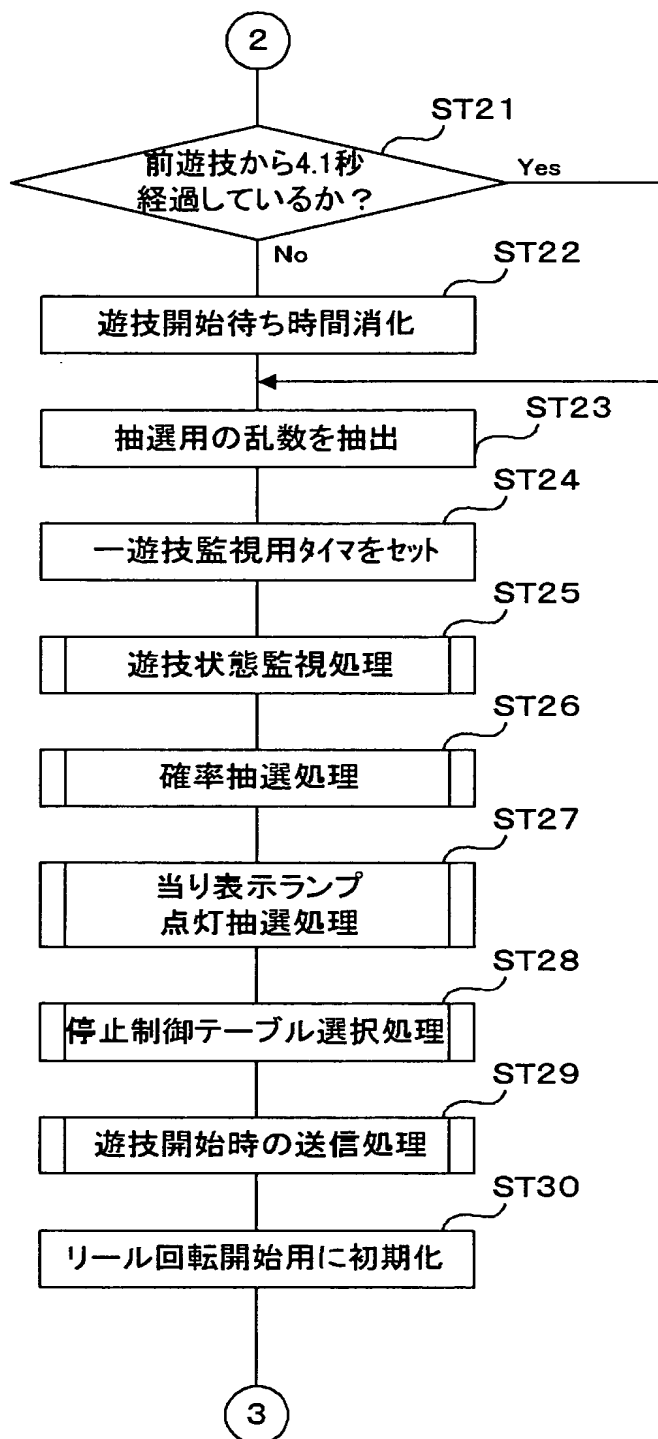 2
ST21
前遊技から4.1秒
経過しているか？
Yes
No
ST22
遊技開始待ち時間消化
ST23
抽選用の乱数を抽出
ST24
一遊技監視用タイマをセット
ST25
遊技状態監視処理
ST26
確率抽選処理
ST27
当り表示ランプ
点灯抽選処理
ST28
停止制御テーブル選択処理
ST29
遊技開始時の送信処理
ST30
リール回転開始用に初期化
3